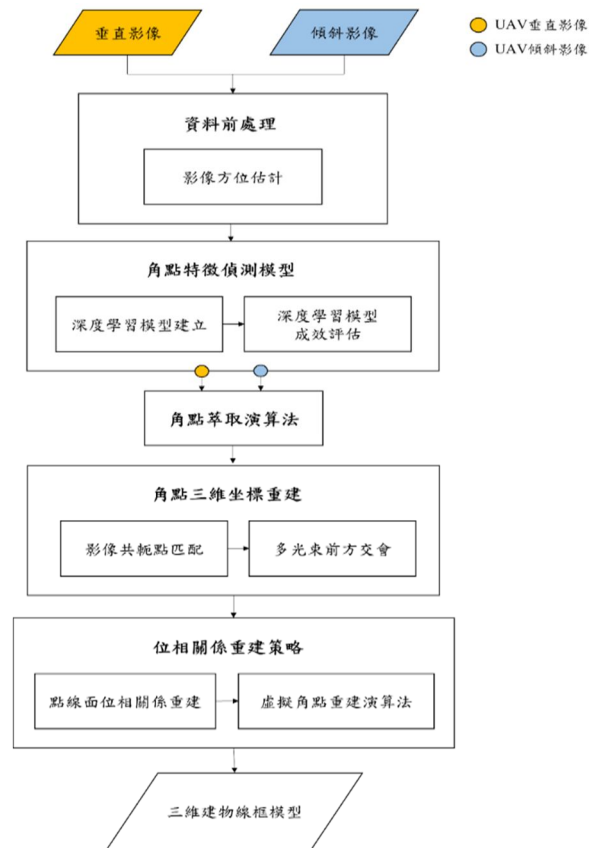 垂直影像
傾斜影像
UAV垂直影像
UAV傾斜影像
資料前處理
影像方位估計
角點特徵偵測模型
深度學習模型建立
深度學習模型
成效評估
角點萃取演算法
角點三維坐標重建
影像共軛點匹配
多光束前方交會
位相關係重建策略
點線面位相關係重建
虛擬角點重建演算法
三維建物線框模型